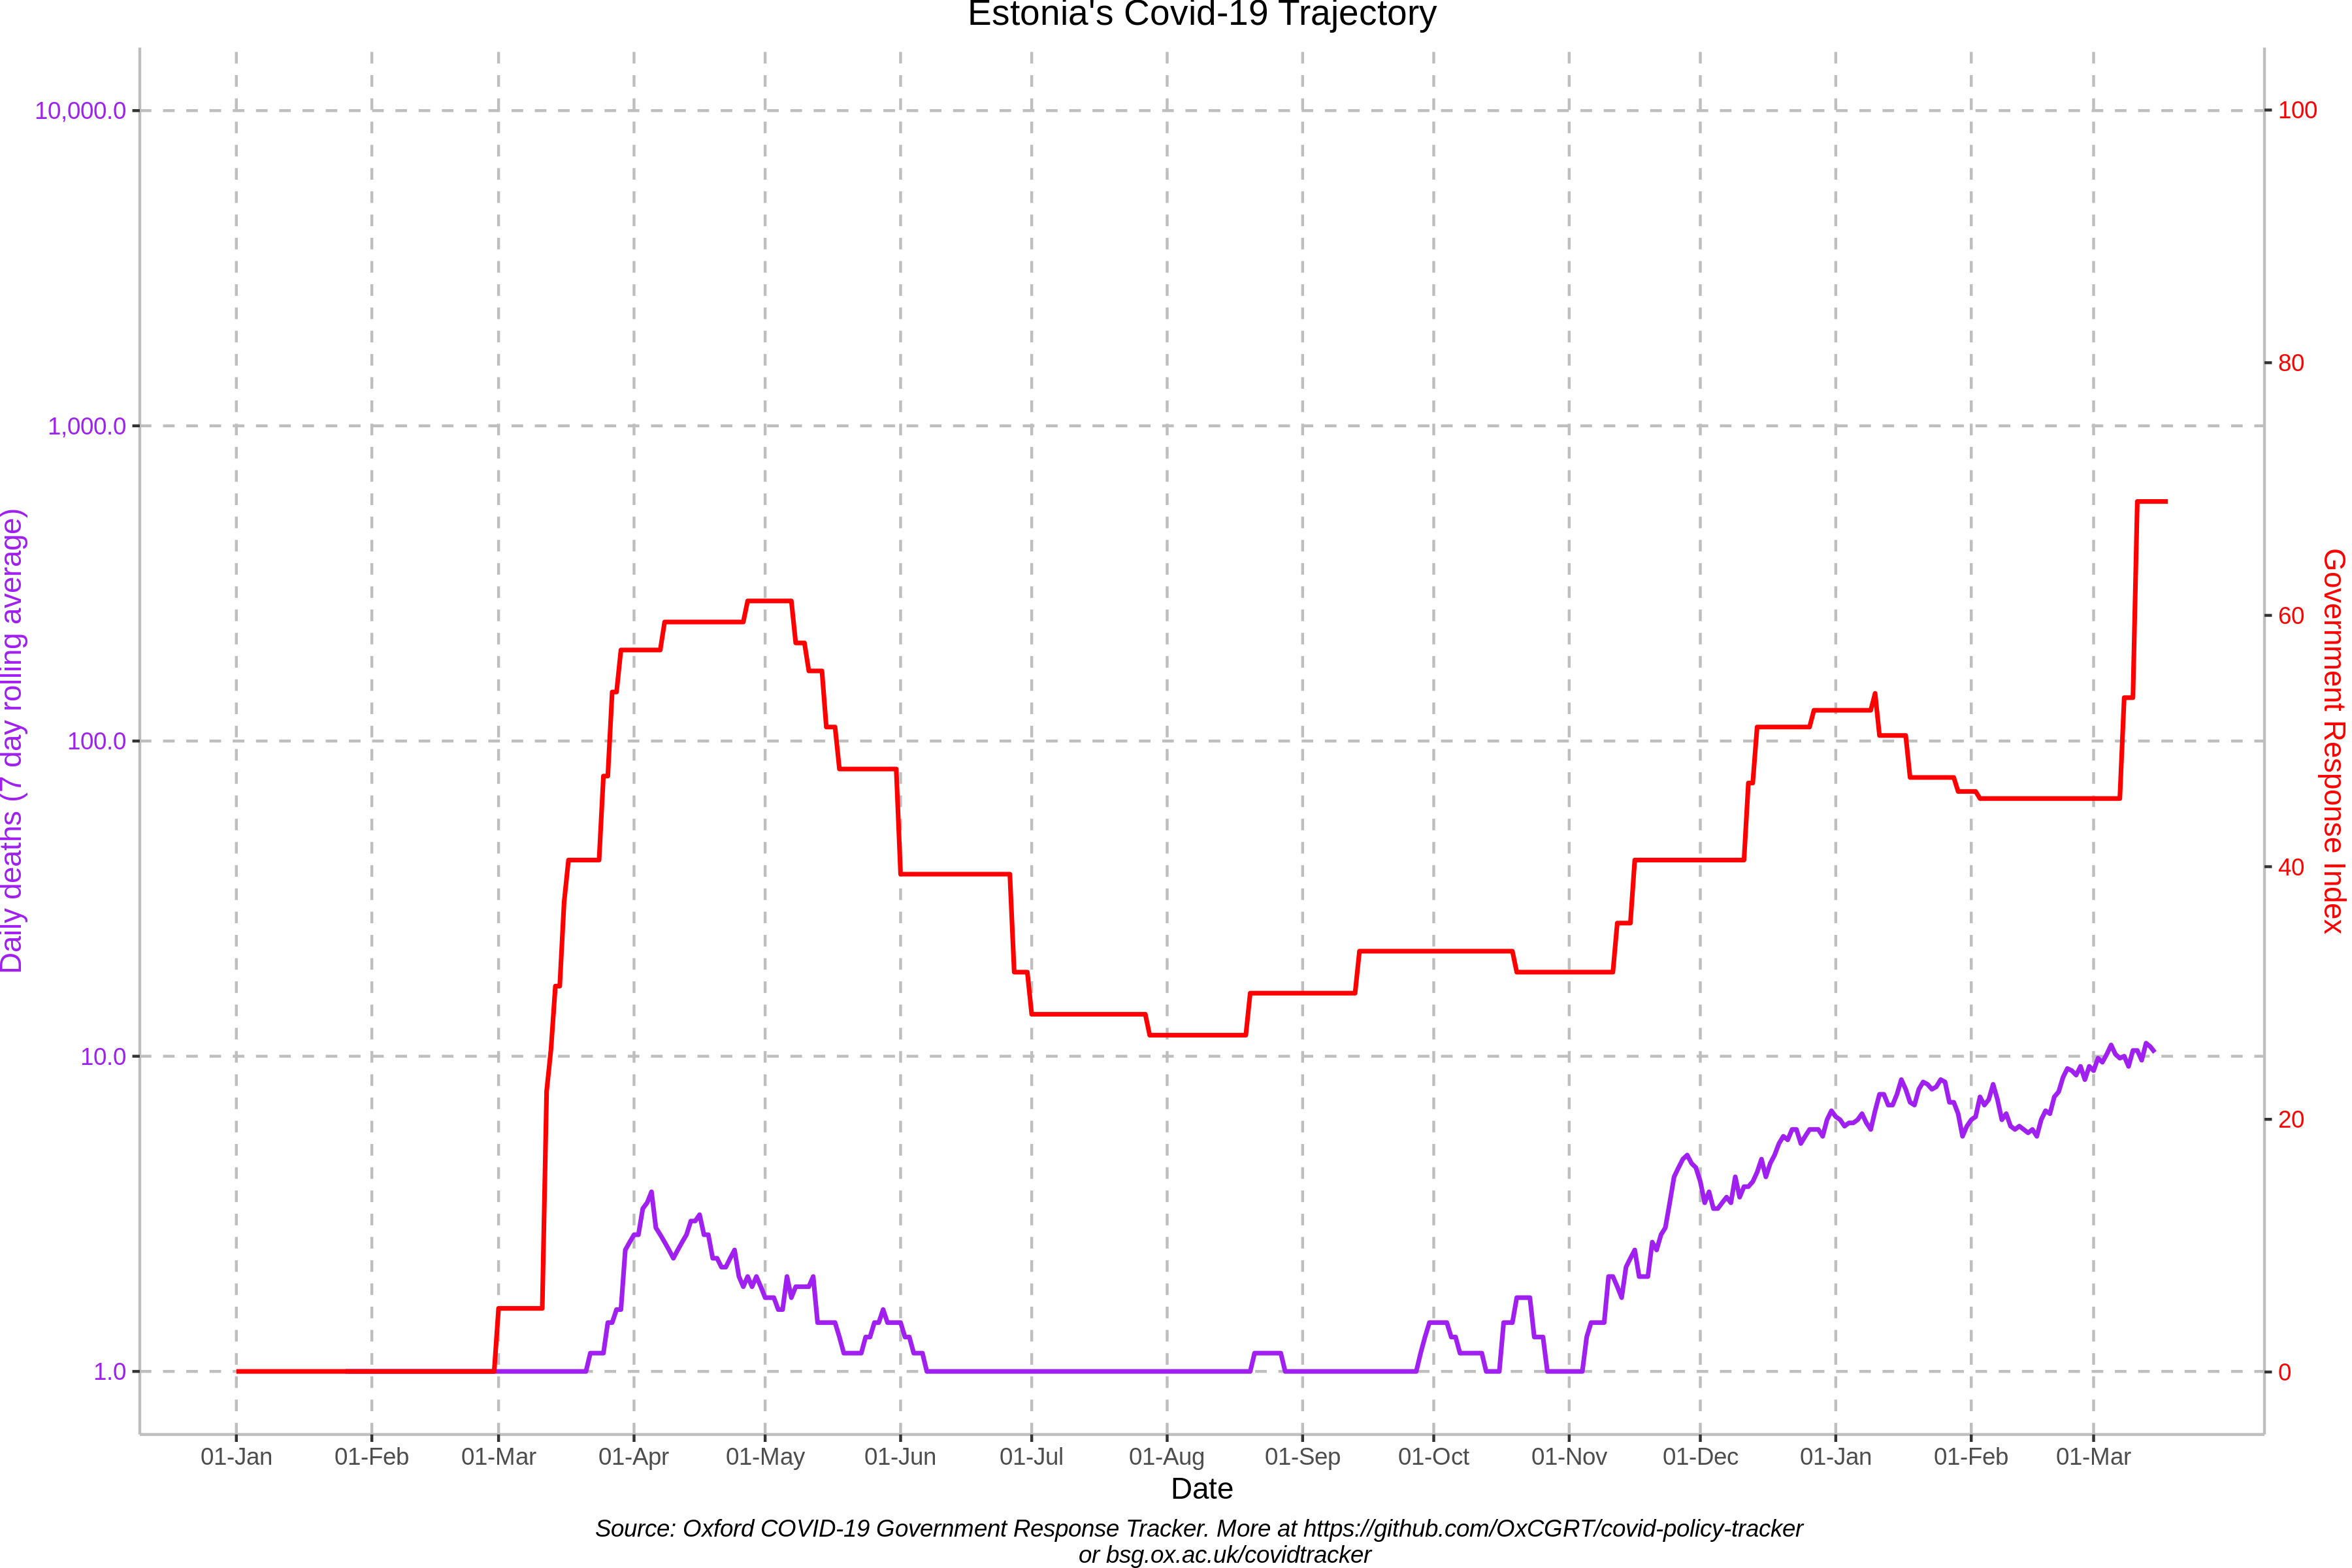 Estonia's Covid-19 Trajectory
10,000.0
1,000.0
100.0
10.0
1.0
Daily deaths (7 day rolling average)
100
80
60
40
20
0
Government Response Index
01-Jan 01-Feb 01-Mar 01-Apr 01-May 01-Jun 01-Jul 01-Aug 01-Sep 01-Oct 01-Nov 01-Dec 01-Jan 01-Feb 01-Mar
Date
Source: Oxford COVID-19 Government Response Tracker. More at https://github.com/OxCGRT/covid-policy-tracker
or bsg.ox.ac.uk/covidtracker